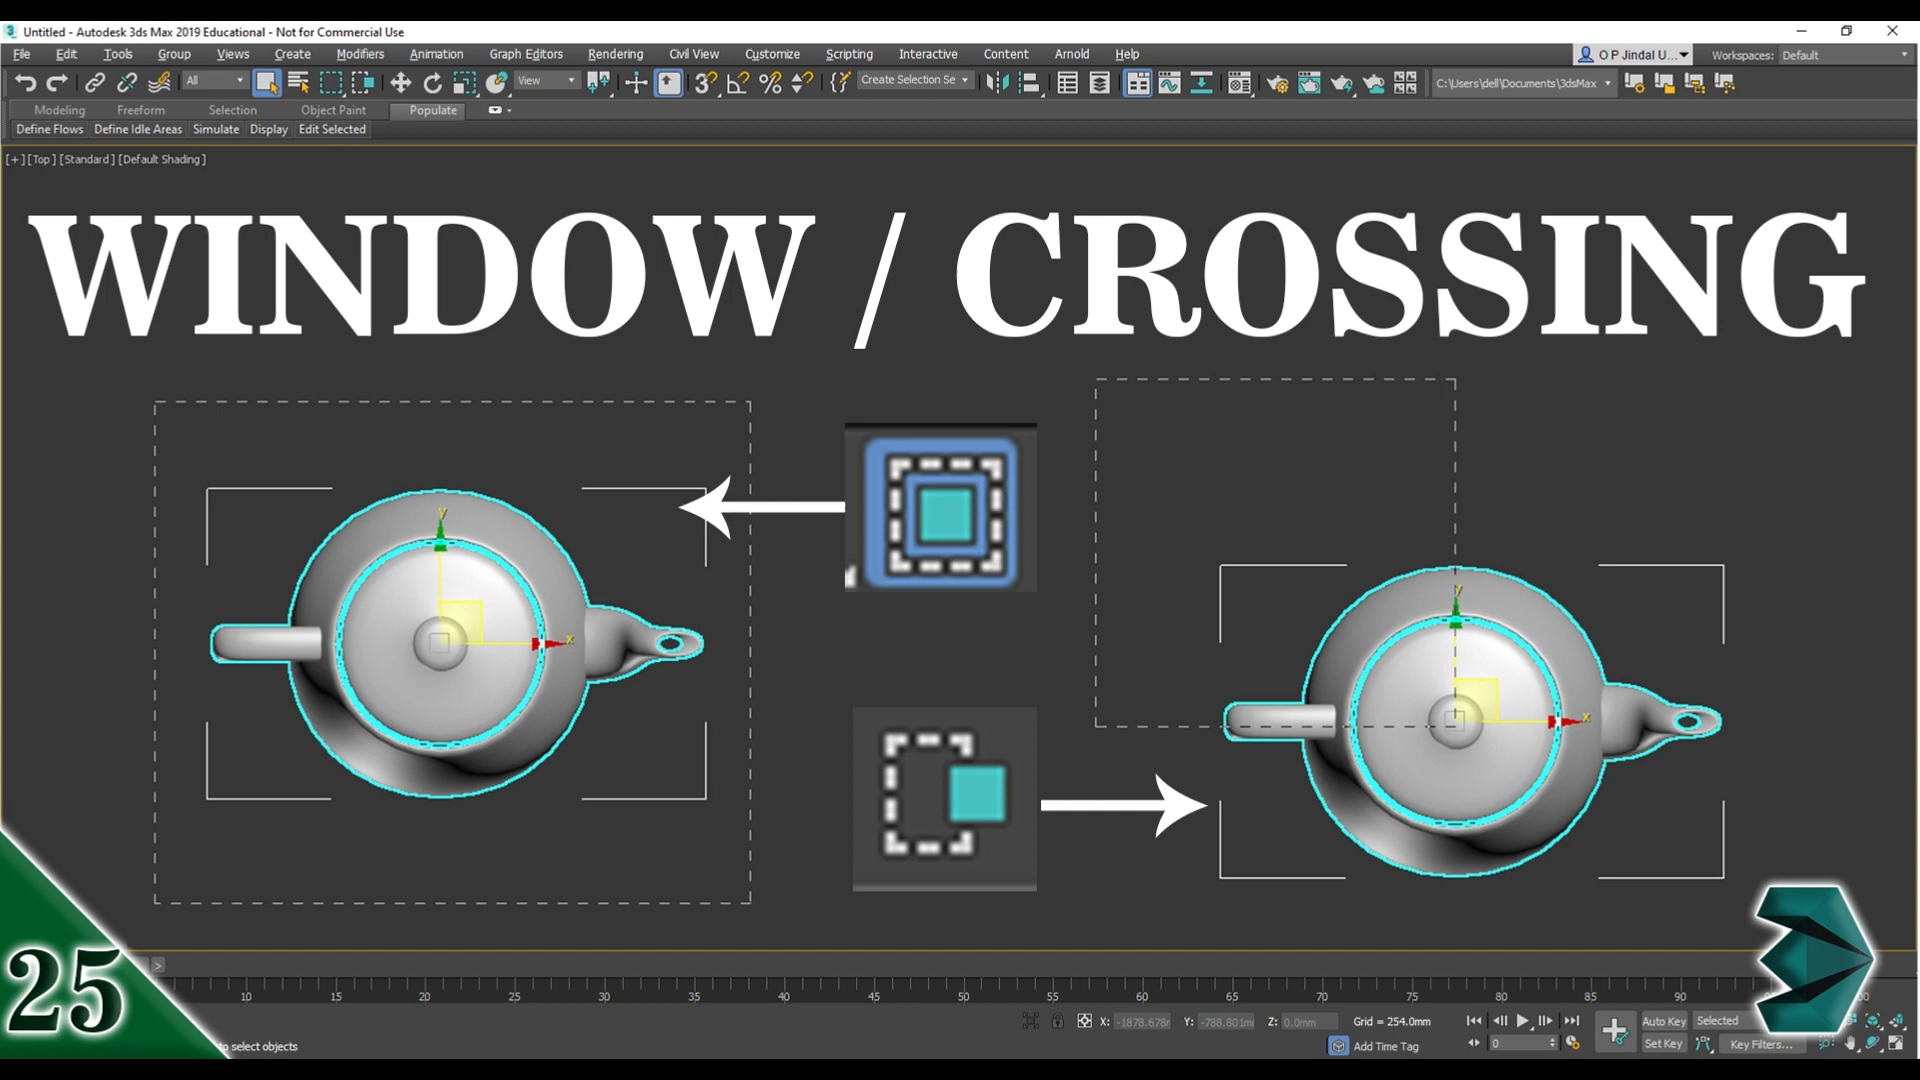 Untitled - Autodesk 3ds Max 2019 Educational - Not for Commercial Use
File Edit Tools Group Views Create Modifiers Animation Graph Editors Rendering Civil View Customize Scripting Interactive Content Arnold Help
O P Jindal U... Workspaces: Default
All View Create Selection Se C:\Users\dell\Documents\3dsMax
Modeling Freeform Selection Object Paint Populate
Define Flows Define Idle Areas Simulate Display Edit Selected
[+] [Top] [Standard] [Default Shading]
WINDOW / CROSSING
y
x
y
x
25
>
10 15 20 25 30 35 40 45 50 55 60 65 70 75 80 85 90
X: -1878.678m Y: -788.801m Z: 0.0mm Grid = 254.0mm Auto Key Selected
to select objects
Add Time Tag 0 Set Key Key Filters...